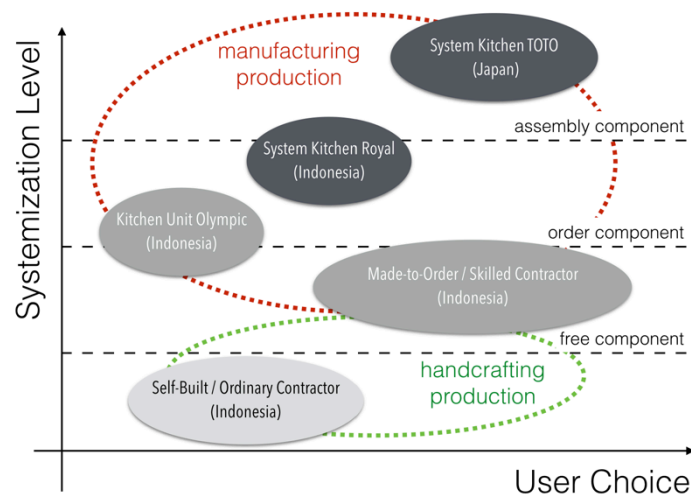 manufacturing
production
System Kitchen TOTO
(Japan)
assembly component
System Kitchen Royal
(Indonesia)
Kitchen Unit Olympic
(Indonesia)
order component
Made-to-Order / Skilled Contractor
(Indonesia)
free component
handcrafting
production
Self-Built / Ordinary Contractor
(Indonesia)
Systemization Level
User Choice